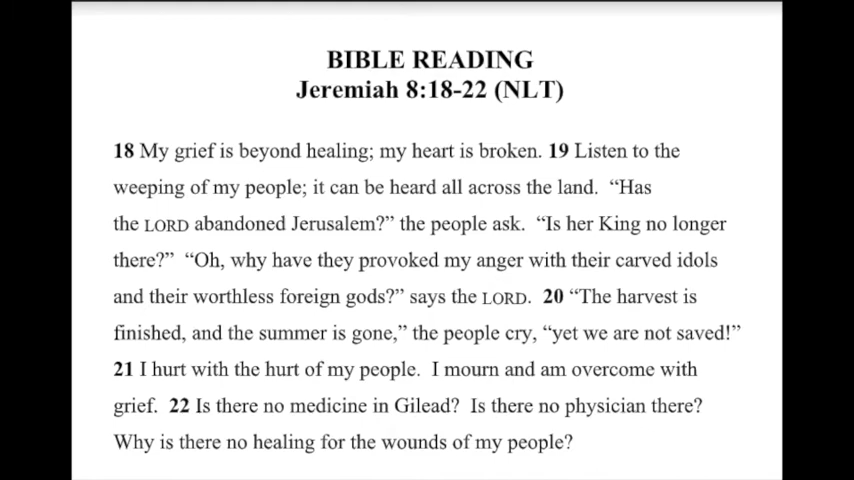 BIBLE READING
Jeremiah 8:18-22 (NLT)
18 My grief is beyond healing; my heart is broken. 19 Listen to the
weeping of my people; it can be heard all across the land.  “Has
the LORD abandoned Jerusalem?” the people ask.  “Is her King no longer
there?”  “Oh, why have they provoked my anger with their carved idols
and their worthless foreign gods?” says the LORD.  20 “The harvest is
finished, and the summer is gone,” the people cry, “yet we are not saved!”
21 I hurt with the hurt of my people.  I mourn and am overcome with
grief.  22 Is there no medicine in Gilead?  Is there no physician there?
Why is there no healing for the wounds of my people?